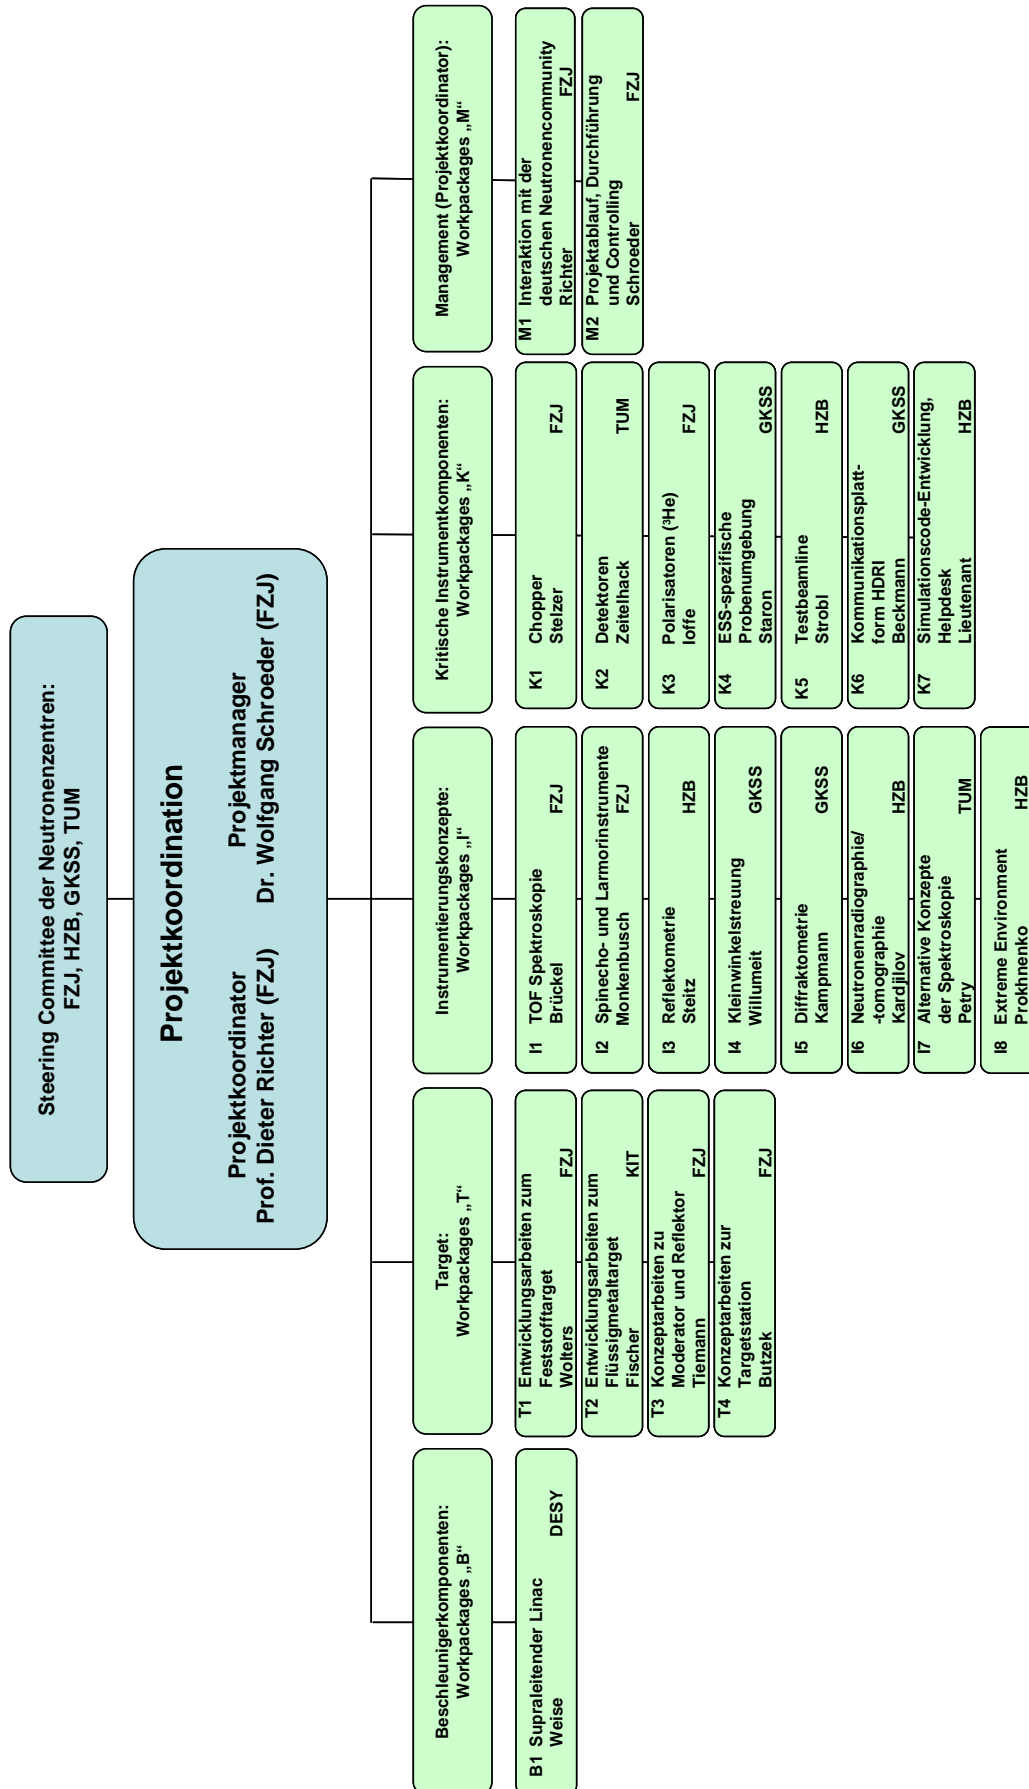 Steering Committee der Neutronenzentren:
FZJ, HZB, GKSS, TUM
Projektkoordination
Projektkoordinator Projektmanager
Prof. Dieter Richter (FZJ) Dr. Wolfgang Schroeder (FZJ)
Beschleunigerkomponenten:
Workpackages „B“
B1 Supraleitender Linac
Weise DESY
Target:
Workpackages „T“
T1 Entwicklungsarbeiten zum
Feststofftarget
Wolters FZJ
T2 Entwicklungsarbeiten zum
Flüssigmetaltarget
Fischer KIT
T3 Konzeptarbeiten zu
Moderator und Reflektor
Tiemann FZJ
T4 Konzeptarbeiten zur
Targetstation
Butzek FZJ
Instrumentierungskonzepte:
Workpackages „I“
I1 TOF Spektroskopie
Brückel FZJ
I2 Spinecho- und Larmorinstrumente
Monkenbusch FZJ
I3 Reflektometrie
Steitz HZB
I4 Kleinwinkelstreuung
Willumeit GKSS
I5 Diffraktometrie
Kampmann GKSS
I6 Neutronenradiographie/
-tomographie
Kardjilov HZB
I7 Alternative Konzepte
der Spektroskopie
Petry TUM
I8 Extreme Environment
Prokhnenko HZB
Kritische Instrumentkomponenten:
Workpackages „K“
K1 Chopper
Stelzer FZJ
K2 Detektoren
Zeitelhack TUM
K3 Polarisatoren (³He)
Ioffe FZJ
K4 ESS-spezifische
Probenumgebung
Staron GKSS
K5 Testbeamline
Strobl HZB
K6 Kommunikationsplatt-
form HDRI
Beckmann GKSS
K7 Simulationscode-Entwicklung,
Helpdesk
Lieutenant HZB
Management (Projektkoordinator):
Workpackages „M“
M1 Interaktion mit der
deutschen Neutronencommunity
Richter FZJ
M2 Projektablauf, Durchführung
und Controlling
Schroeder FZJ